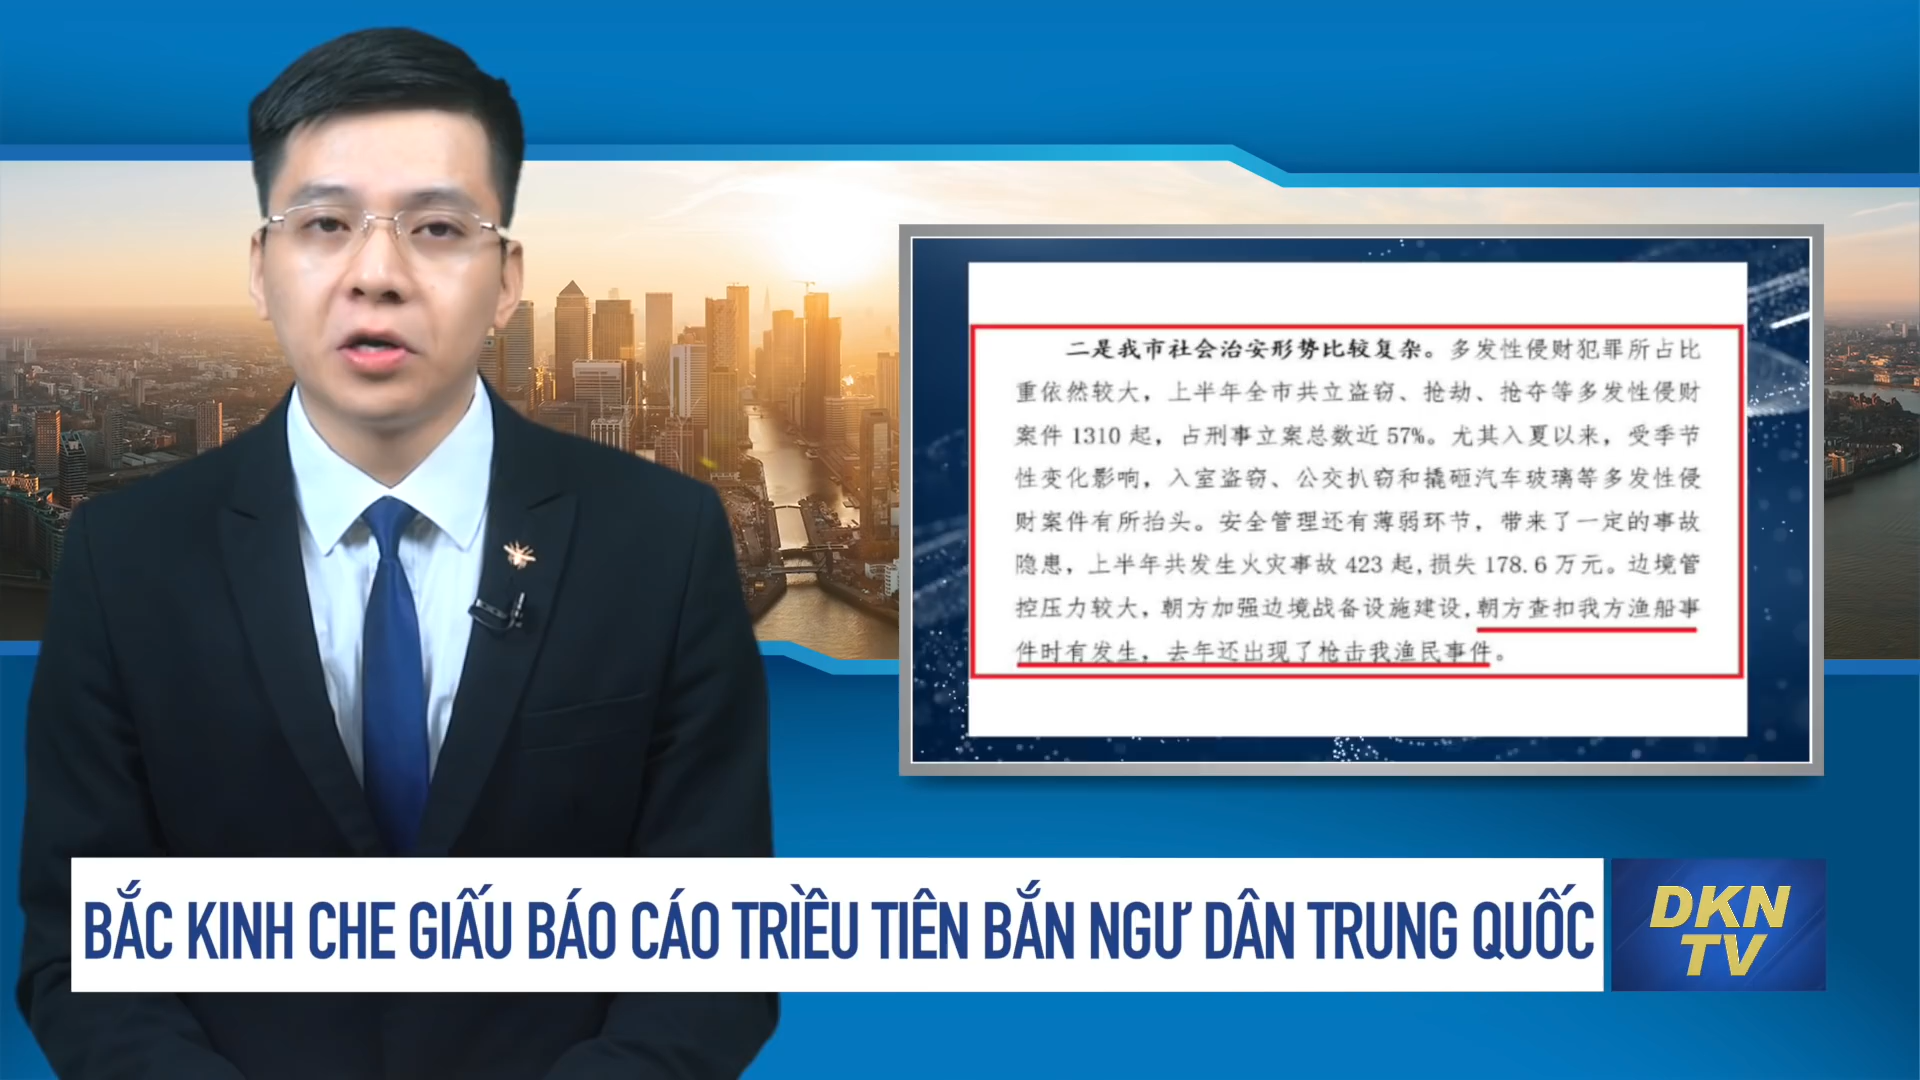 二是我市社会治安形势比较复杂。多发性侵财犯罪所占比
重依然较大，上半年全市共立盗窃、抢劫、抢夺等多发性侵财
案件 1310 起，占刑事立案总数近 57%。尤其入夏以来，受季节
性变化影响，入室盗窃、公交扒窃和撬砸汽车玻璃等多发性侵
财案件有所抬头。安全管理还有薄弱环节，带来了一定的事故
隐患，上半年共发生火灾事故 423 起,损失 178.6 万元。边境管
控压力较大，朝方加强边境战备设施建设,朝方查扣我方渔船事
件时有发生，去年还出现了枪击我渔民事件。
BẮC KINH CHE GIẤU BÁO CÁO TRIỀU TIÊN BẮN NGƯ DÂN TRUNG QUỐC
DKN
TV